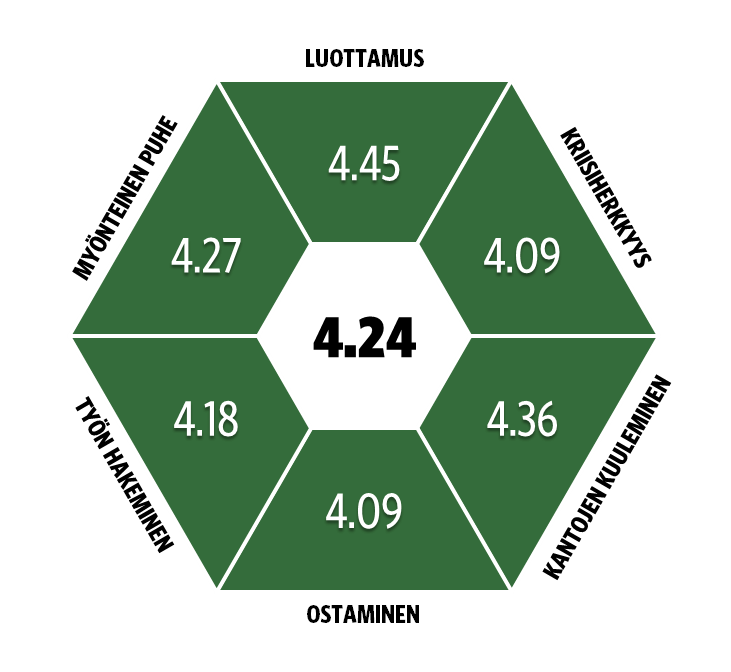 LUOTTAMUS
4.45
MYÖNTEINEN PUHE
4.27
KRIISIHERKKYYS
4.09
4.24
TYÖN HAKEMINEN
4.18
KANTOJEN KUULEMINEN
4.36
4.09
OSTAMINEN